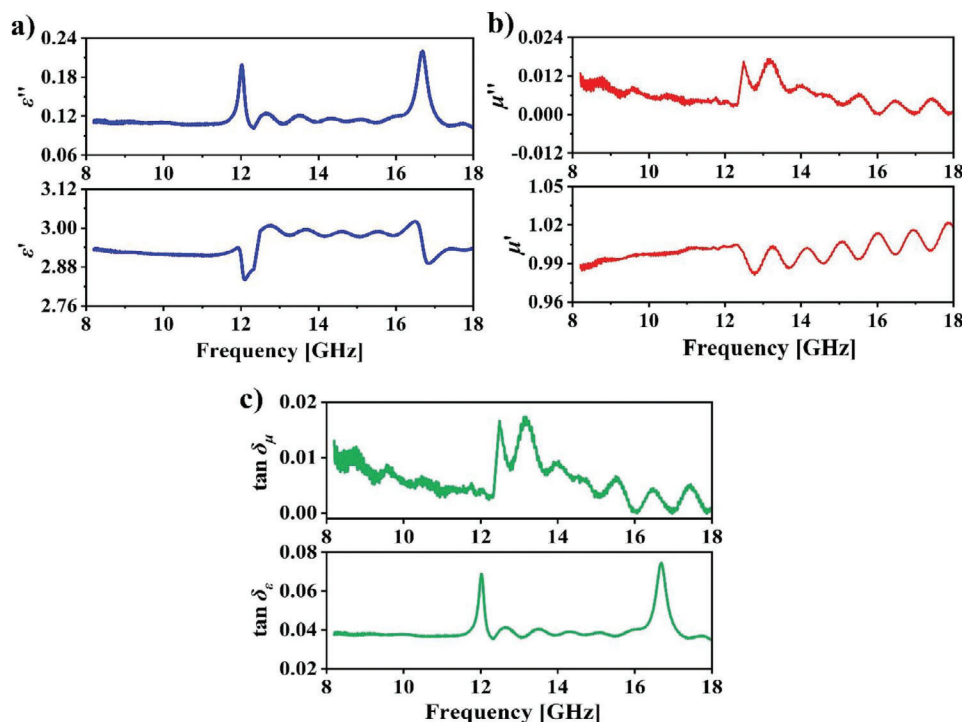 a)
0.24
0.18
0.12
0.06
ε''
8 10 12 14 16 18
3.12
3.00
2.88
2.76
ε'
8 10 12 14 16 18
Frequency [GHz]
b)
0.024
0.012
0.000
-0.012
μ''
8 10 12 14 16 18
1.05
1.02
0.99
0.96
μ'
8 10 12 14 16 18
Frequency [GHz]
c)
0.02
0.01
0.00
tan δμ
8 10 12 14 16 18
0.08
0.06
0.04
0.02
tan δε
8 10 12 14 16 18
Frequency [GHz]